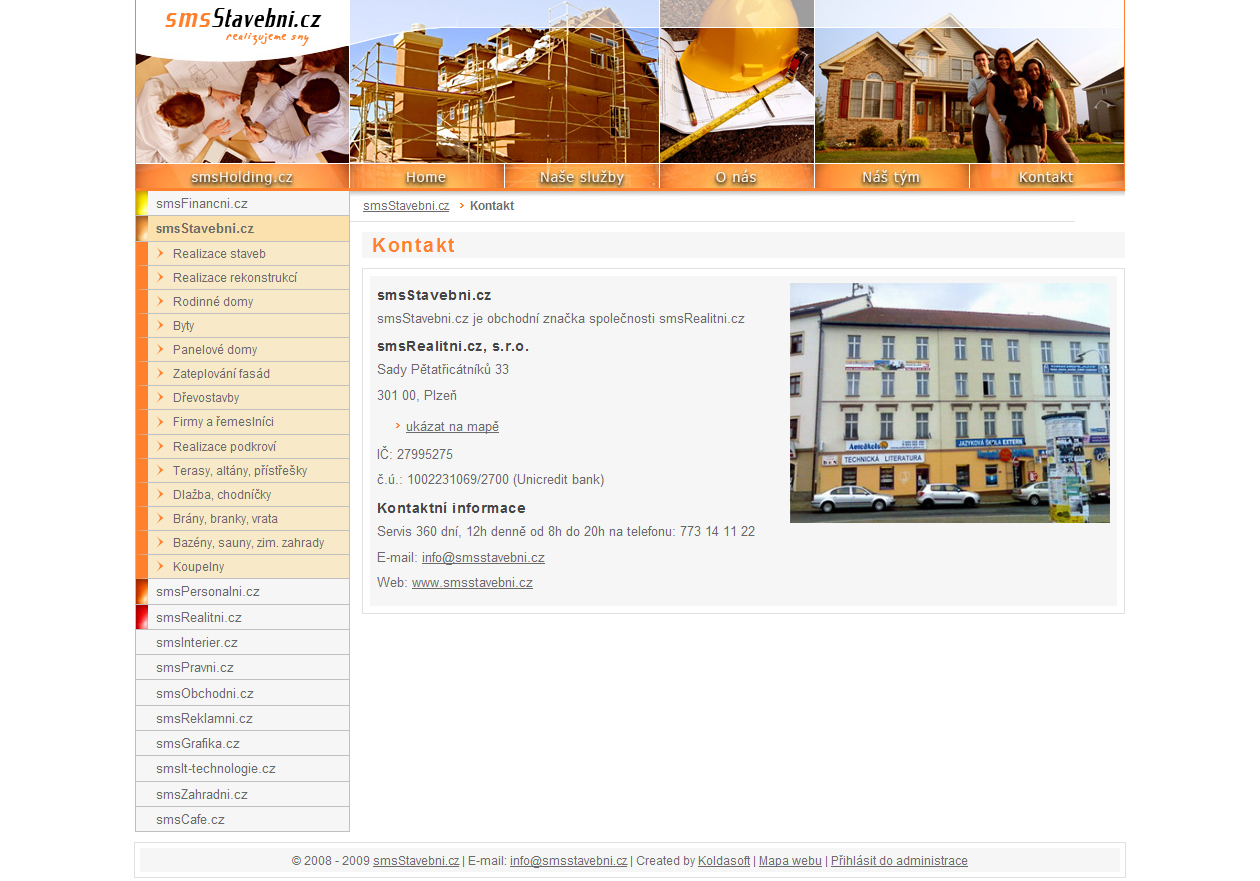 smsStavebni.cz
realizujeme sny
smsHolding.cz
Home
Naše služby
O nás
Náš tým
Kontakt
smsFinancni.cz
smsStavebni.cz
Realizace staveb
Realizace rekonstrukcí
Rodinné domy
Byty
Panelové domy
Zateplování fasád
Dřevostavby
Firmy a řemeslníci
Realizace podkroví
Terasy, altány, přístřešky
Dlažba, chodníčky
Brány, branky, vrata
Bazény, sauny, zim. zahrady
Koupelny
smsPersonalni.cz
smsRealitni.cz
smsInterier.cz
smsPravni.cz
smsObchodni.cz
smsReklamni.cz
smsGrafika.cz
smsIt-technologie.cz
smsZahradni.cz
smsCafe.cz
smsStavebni.cz Kontakt
Kontakt
smsStavebni.cz
smsStavebni.cz je obchodní značka společnosti smsRealitni.cz
smsRealitni.cz, s.r.o.
Sady Pětatřicátníků 33
301 00, Plzeň
ukázat na mapě
IČ: 27995275
č.ú.: 1002231069/2700 (Unicredit bank)
Kontaktní informace
Servis 360 dní, 12h denně od 8h do 20h na telefonu: 773 14 11 22
E-mail: info@smsstavebni.cz
Web: www.smsstavebni.cz
JAZYKOVÁ ŠKOLA EXTERN
TECHNICKÁ LITERATURA
© 2008 - 2009 smsStavebni.cz | E-mail: info@smsstavebni.cz | Created by Koldasoft | Mapa webu | Přihlásit do administrace